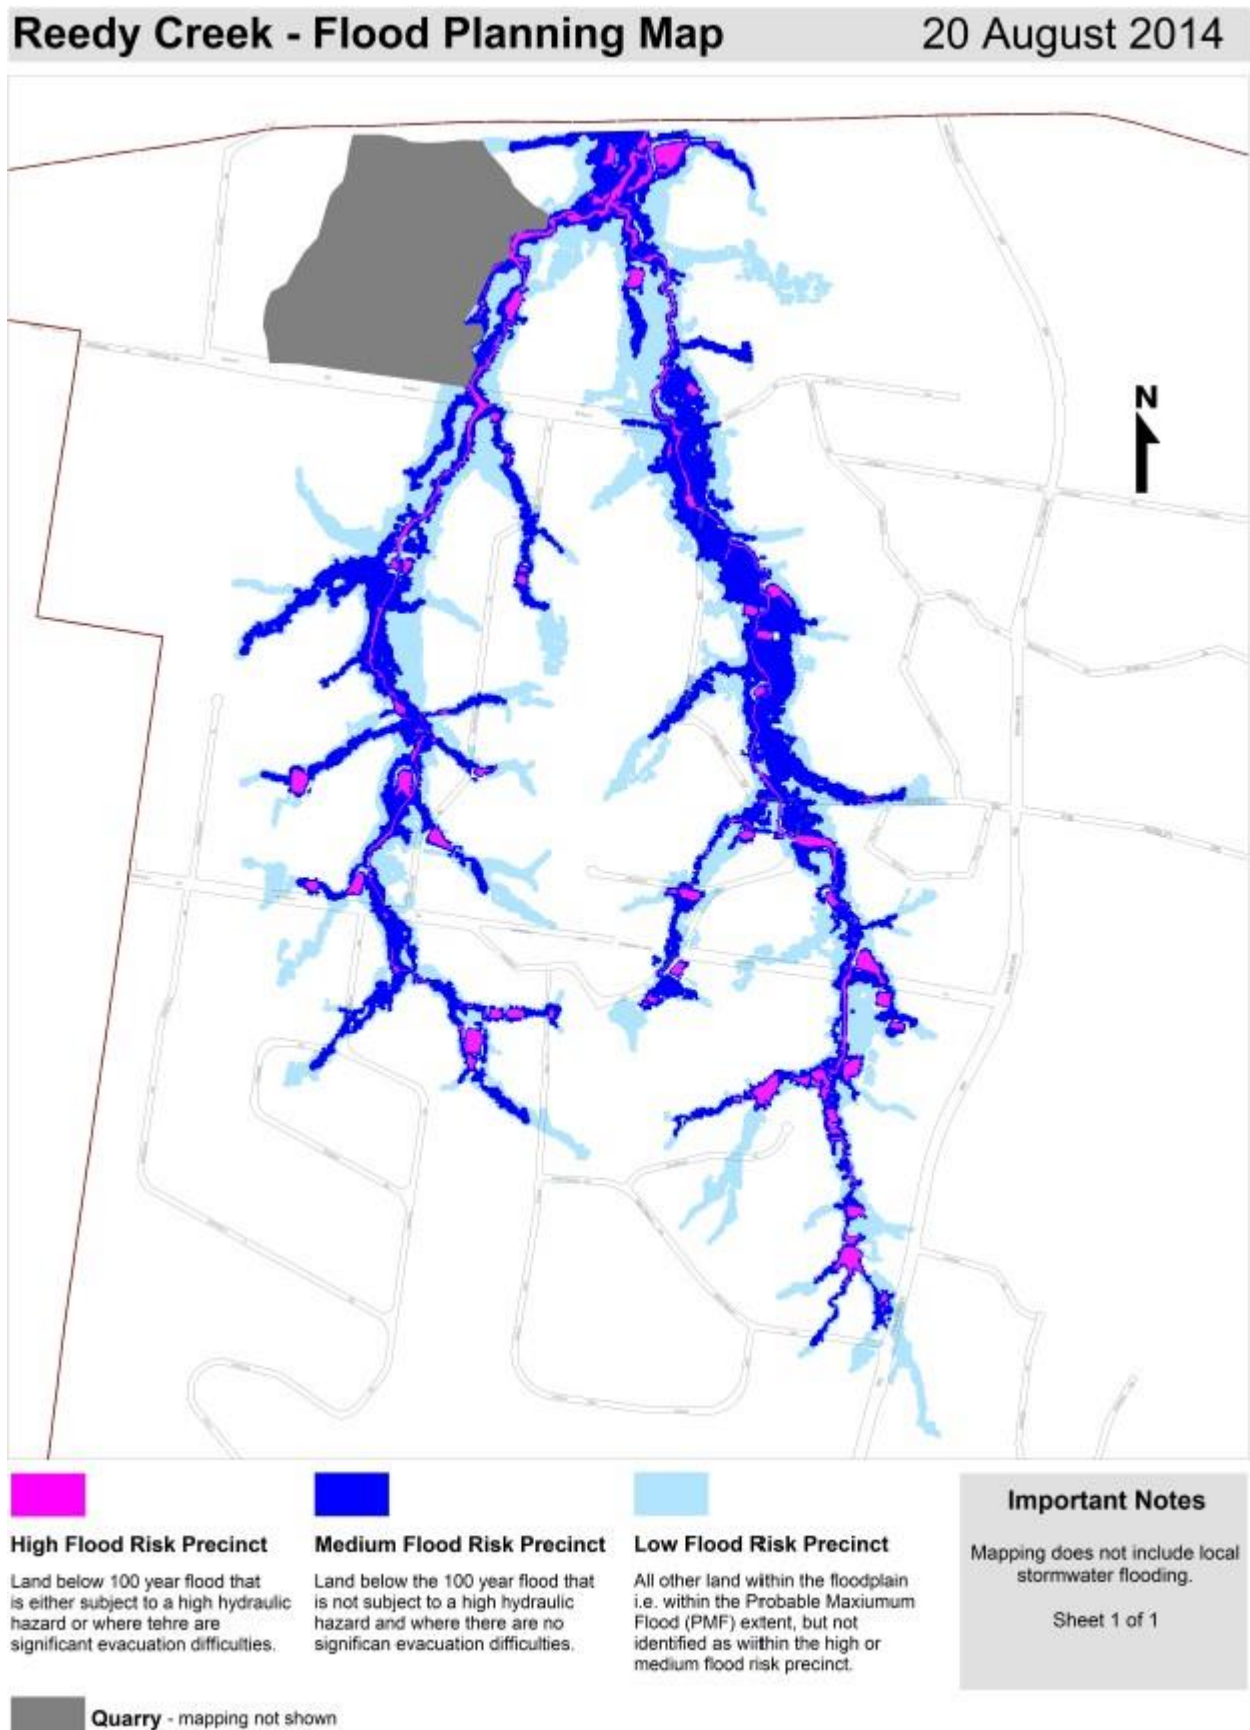 Reedy Creek - Flood Planning Map 20 August 2014
N
High Flood Risk Precinct
Land below 100 year flood that
is either subject to a high hydraulic
hazard or where tehre are
significant evacuation difficulties.
Medium Flood Risk Precinct
Land below the 100 year flood that
is not subject to a high hydraulic
hazard and where there are no
significan evacuation difficulties.
Low Flood Risk Precinct
All other land within the floodplain
i.e. within the Probable Maxiumum
Flood (PMF) extent, but not
identified as wiithin the high or
medium flood risk precinct.
Important Notes
Mapping does not include local
stormwater flooding.
Sheet 1 of 1
Quarry - mapping not shown